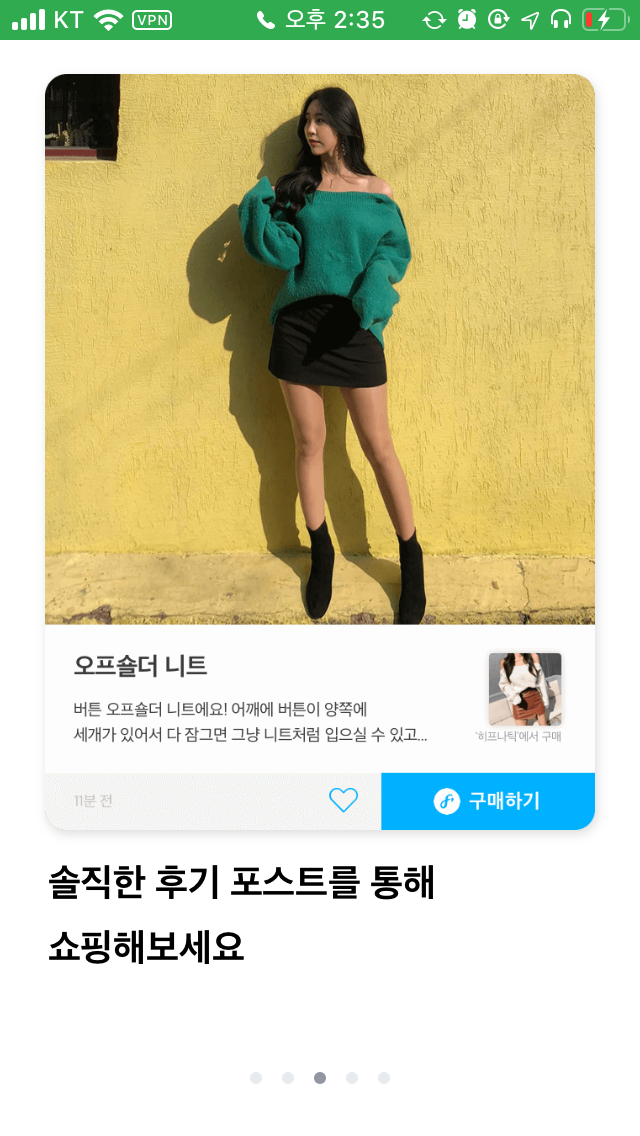 KT VPN 오후 2:35
오프숄더 니트
버튼 오프숄더 니트에요! 어깨에 버튼이 양쪽에
세개가 있어서 다 잠그면 그냥 니트처럼 입으실 수 있고...
'히프나틱'에서 구매
11분 전
구매하기
솔직한 후기 포스트를 통해
쇼핑해보세요